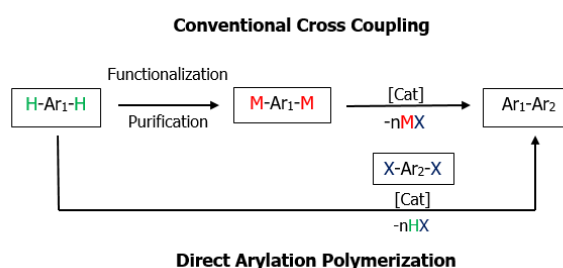 Conventional Cross Coupling
Functionalization
Purification
H-Ar₁-H
M-Ar₁-M
[Cat]
-nMX
Ar₁-Ar₂
X-Ar₂-X
[Cat]
-nHX
Direct Arylation Polymerization